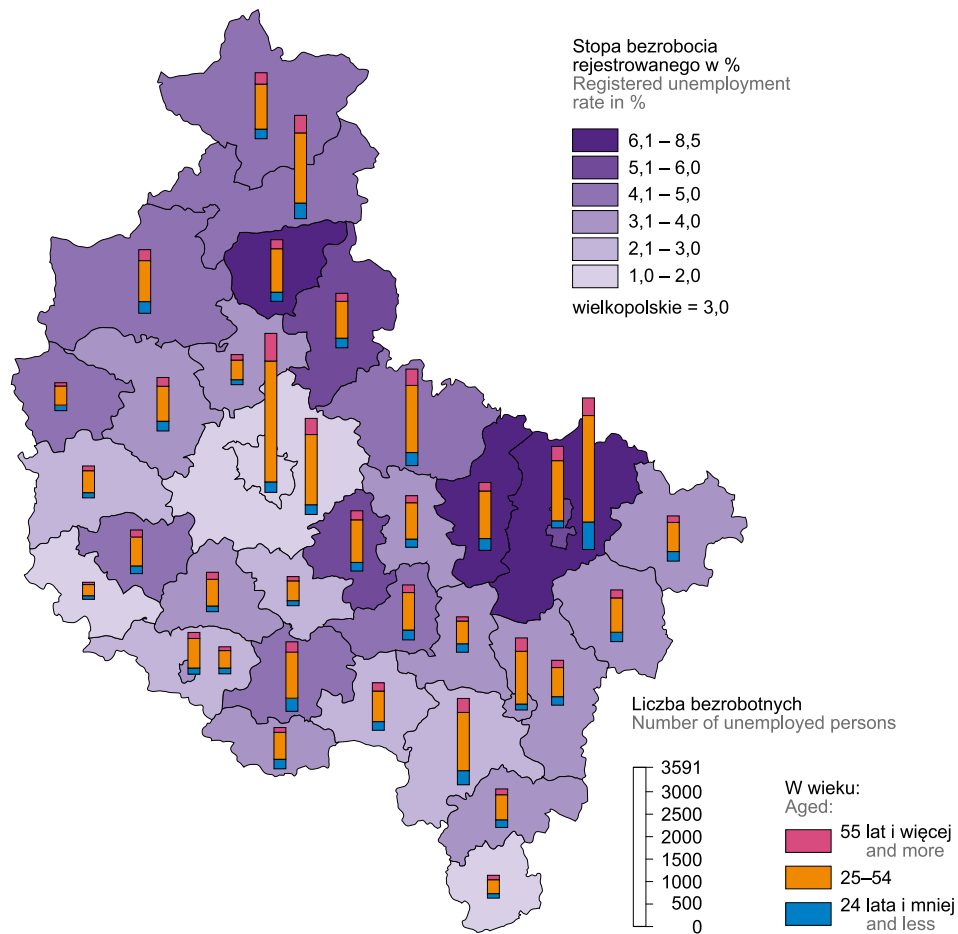 Stopa bezrobocia
rejestrowanego w %
Registered unemployment
rate in %
6,1 – 8,5
5,1 – 6,0
4,1 – 5,0
3,1 – 4,0
2,1 – 3,0
1,0 – 2,0
wielkopolskie = 3,0
Liczba bezrobotnych
Number of unemployed persons
3591
3000
2500
2000
1500
1000
500
0
W wieku:
Aged:
55 lat i więcej
and more
25–54
24 lata i mniej
and less